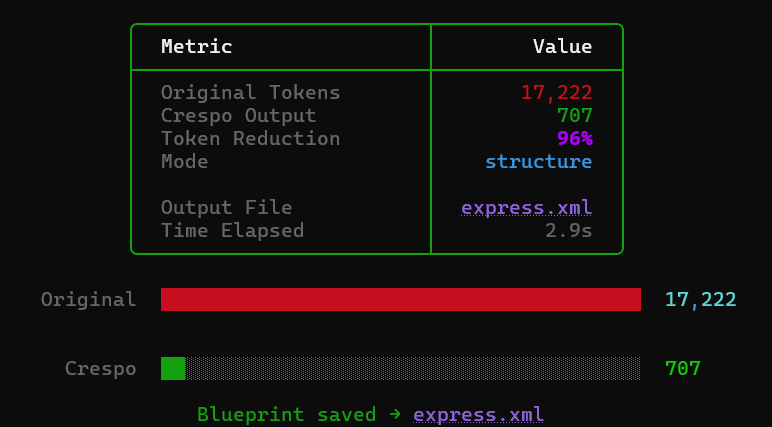 Metric Value
Original Tokens 17,222
Crespo Output 707
Token Reduction 96%
Mode structure
Output File express.xml
Time Elapsed 2.9s
Original 17,222
Crespo 707
Blueprint saved → express.xml